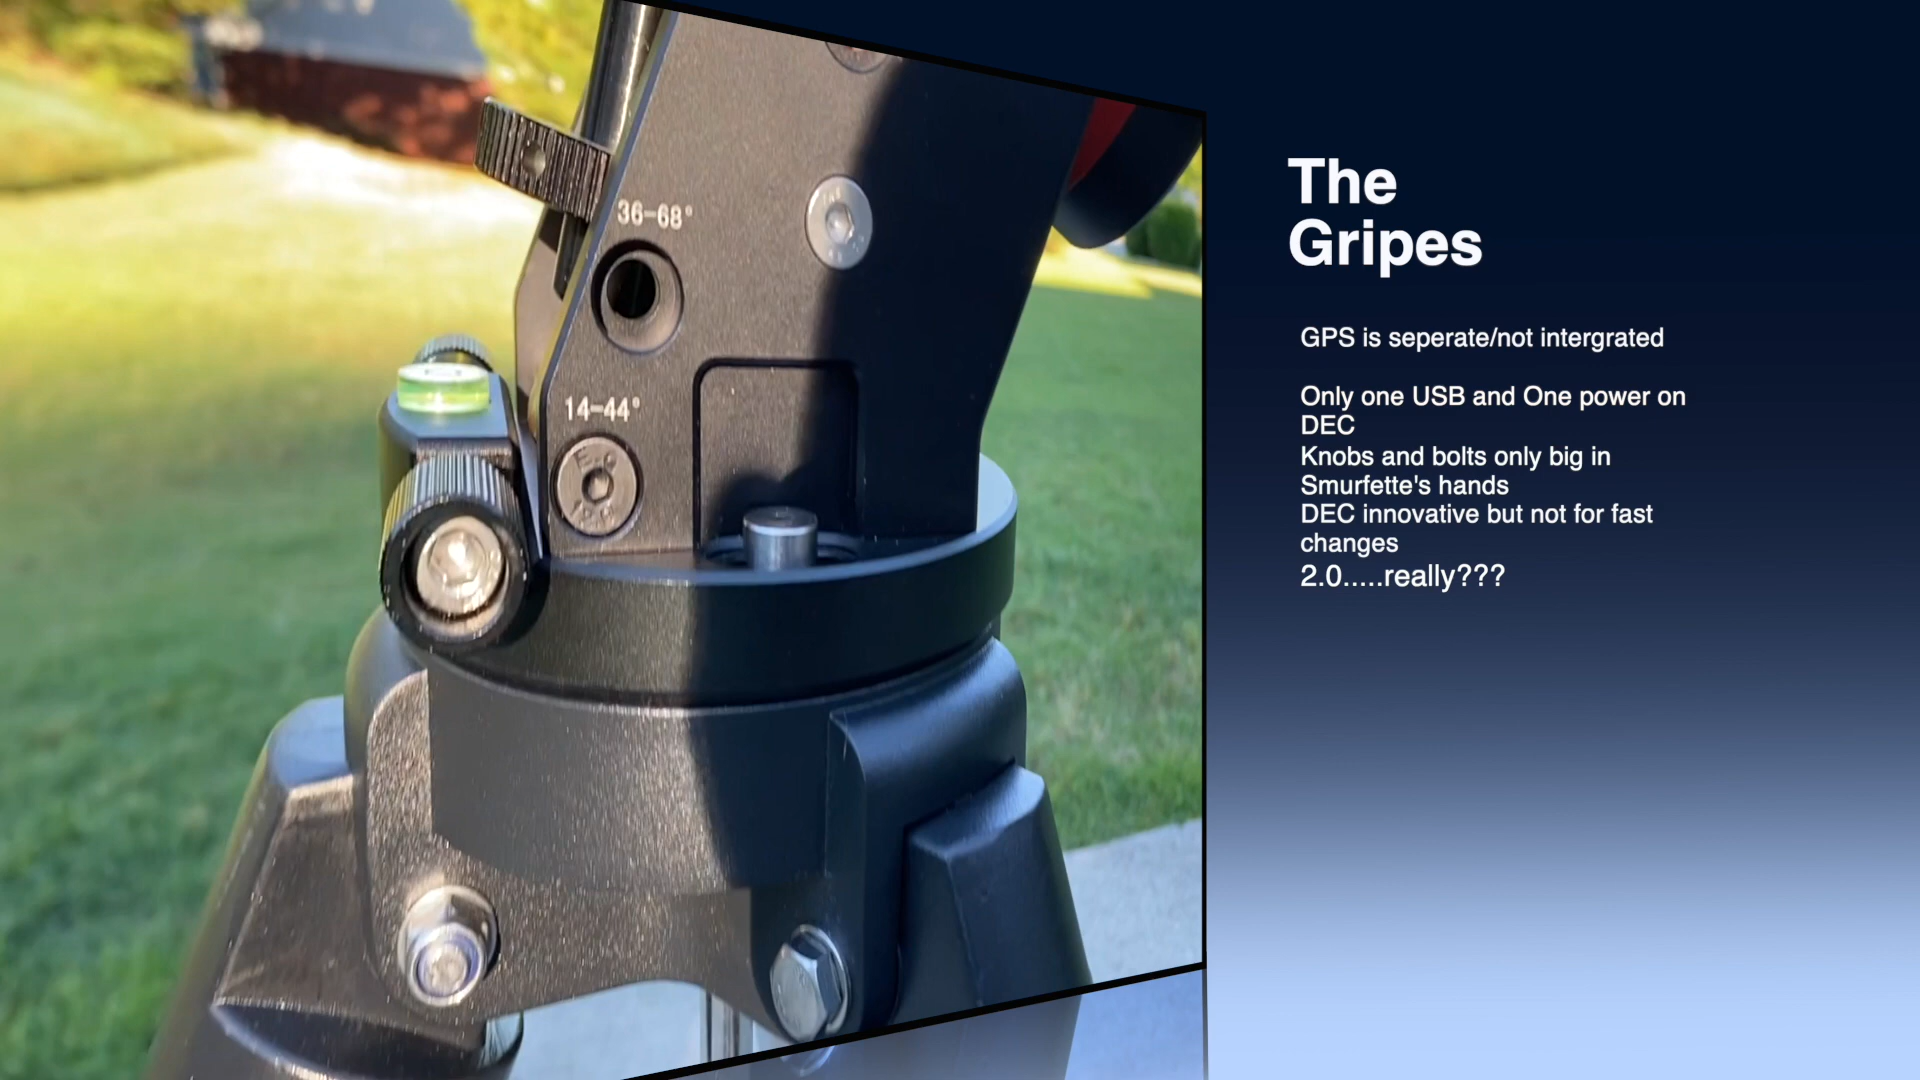 The
Gripes
GPS is seperate/not intergrated
Only one USB and One power on
DEC
Knobs and bolts only big in
Smurfette's hands
DEC innovative but not for fast
changes
2.0.....really???
36-68°
14-44°